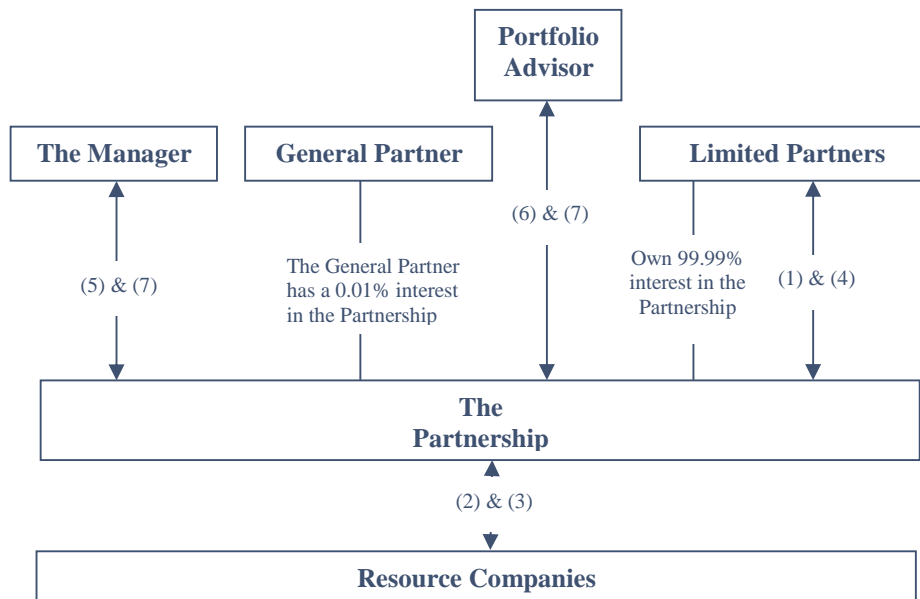 Portfolio
Advisor
The Manager
General Partner
Limited Partners
(6) & (7)
(5) & (7)
The General Partner
has a 0.01% interest
in the Partnership
Own 99.99%
interest in the
Partnership
(1) & (4)
The
Partnership
(2) & (3)
Resource Companies